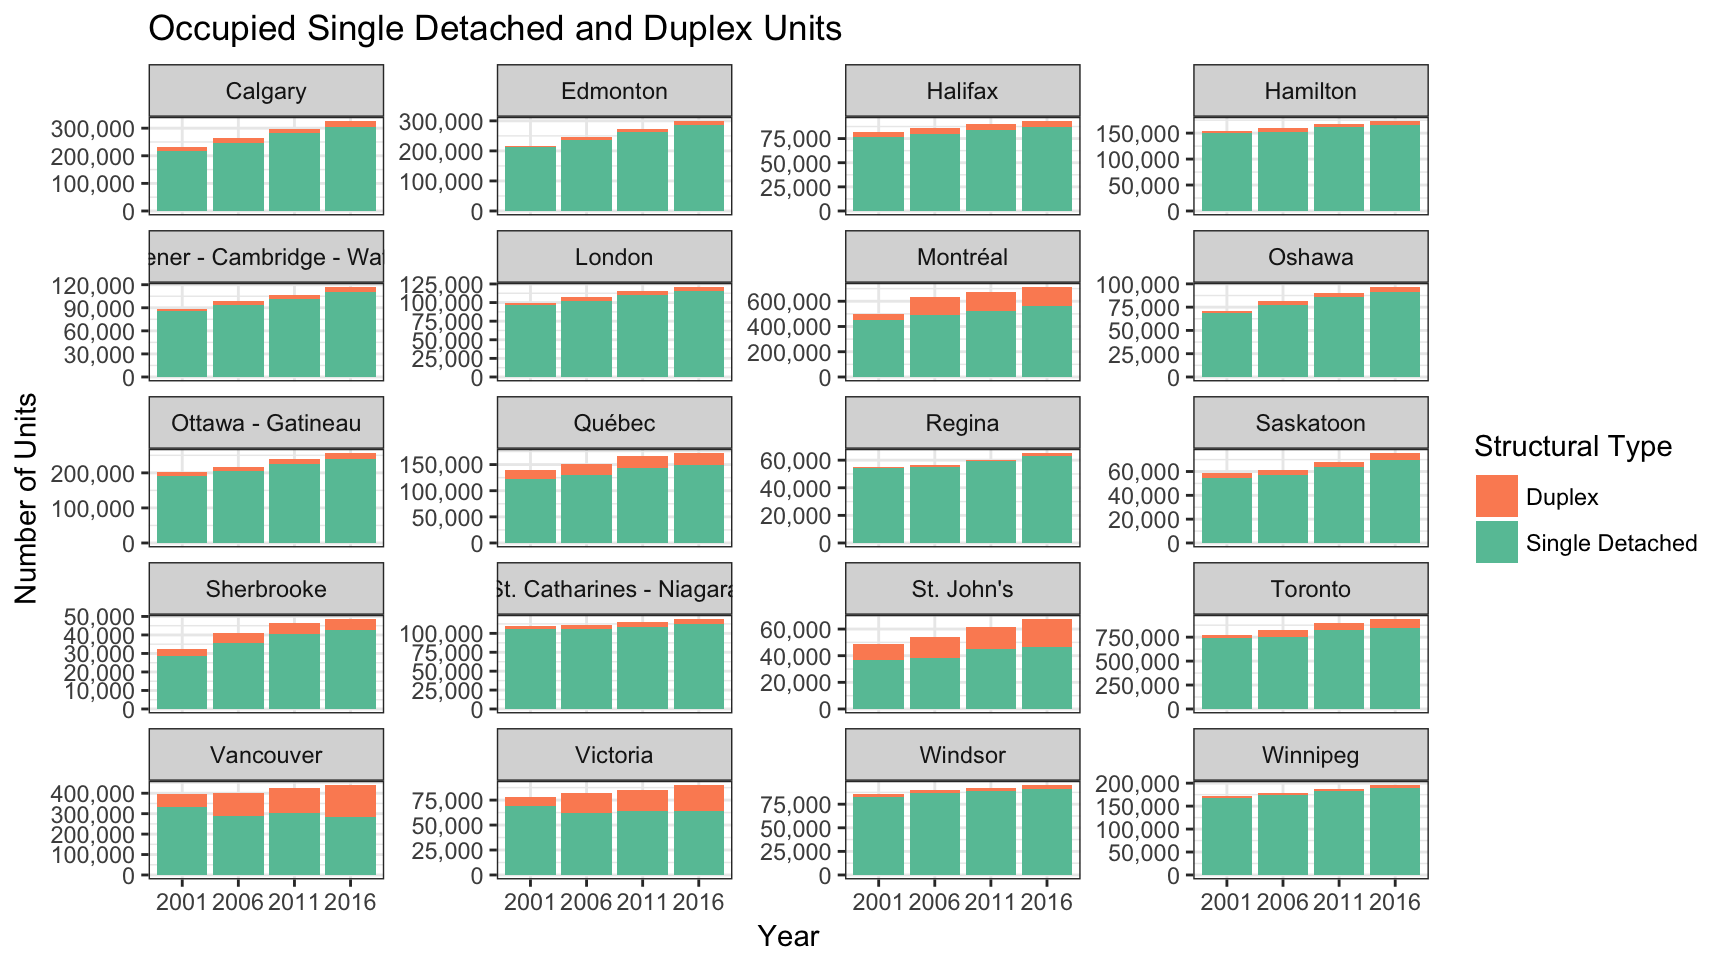 Occupied Single Detached and Duplex Units
Calgary
Edmonton
Halifax
Hamilton
300,000
200,000
100,000
0
300,000
200,000
100,000
0
75,000
50,000
25,000
0
150,000
100,000
50,000
0
ener - Cambridge - Wat
London
Montréal
Oshawa
120,000
90,000
60,000
30,000
0
125,000
100,000
75,000
50,000
25,000
0
600,000
400,000
200,000
0
100,000
75,000
50,000
25,000
0
Ottawa - Gatineau
Québec
Regina
Saskatoon
200,000
100,000
0
150,000
100,000
50,000
0
60,000
40,000
20,000
0
60,000
40,000
20,000
0
Sherbrooke
St. Catharines - Niagara
St. John's
Toronto
50,000
40,000
30,000
20,000
10,000
0
100,000
75,000
50,000
25,000
0
60,000
40,000
20,000
0
750,000
500,000
250,000
0
Vancouver
Victoria
Windsor
Winnipeg
400,000
300,000
200,000
100,000
0
75,000
50,000
25,000
0
75,000
50,000
25,000
0
200,000
150,000
100,000
50,000
0
2001 2006 2011 2016
2001 2006 2011 2016
2001 2006 2011 2016
2001 2006 2011 2016
Year
Number of Units
Structural Type
Duplex
Single Detached